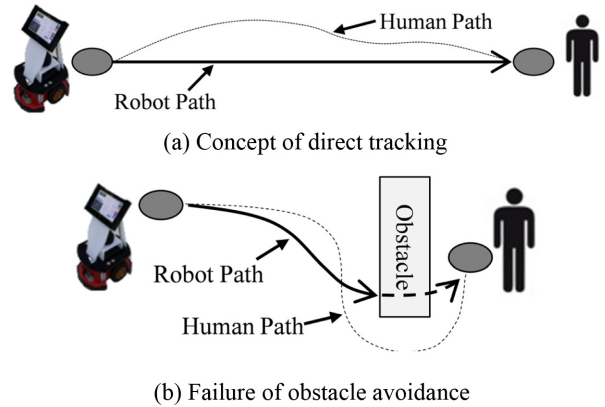 Human Path
Robot Path
(a) Concept of direct tracking
Obstacle
Robot Path
Human Path
(b) Failure of obstacle avoidance